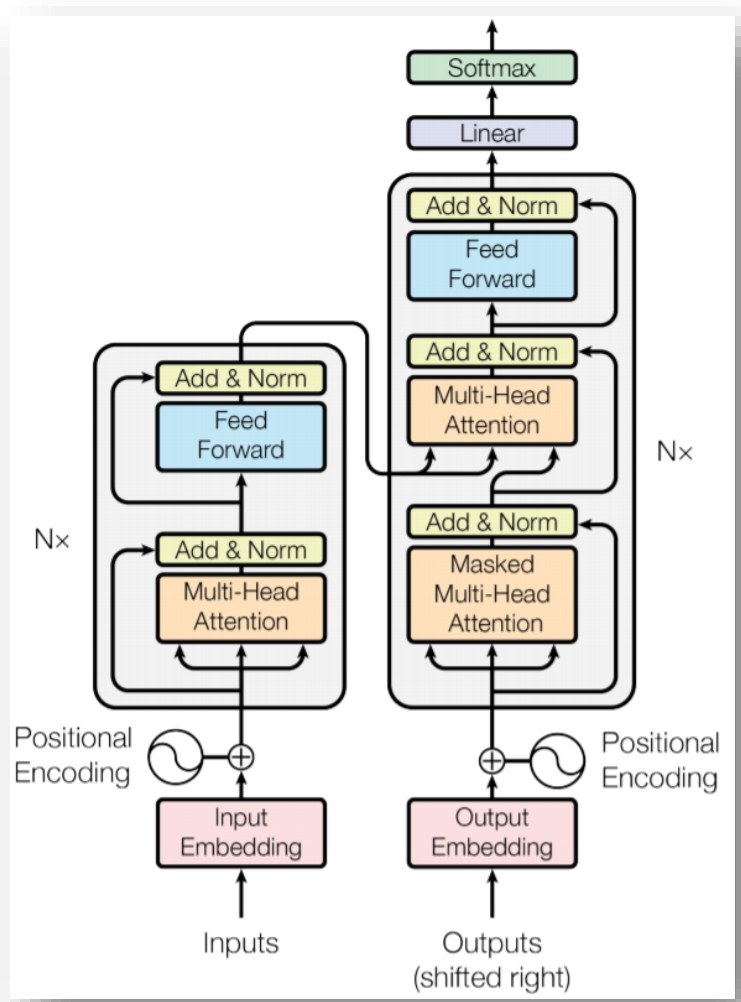 Softmax
Linear
Add & Norm
Feed
Forward
Add & Norm
Multi-Head
Attention
Add & Norm
Masked
Multi-Head
Attention
Nx
Add & Norm
Feed
Forward
Add & Norm
Multi-Head
Attention
Nx
Positional
Encoding
Positional
Encoding
Input
Embedding
Output
Embedding
Inputs
Outputs
(shifted right)